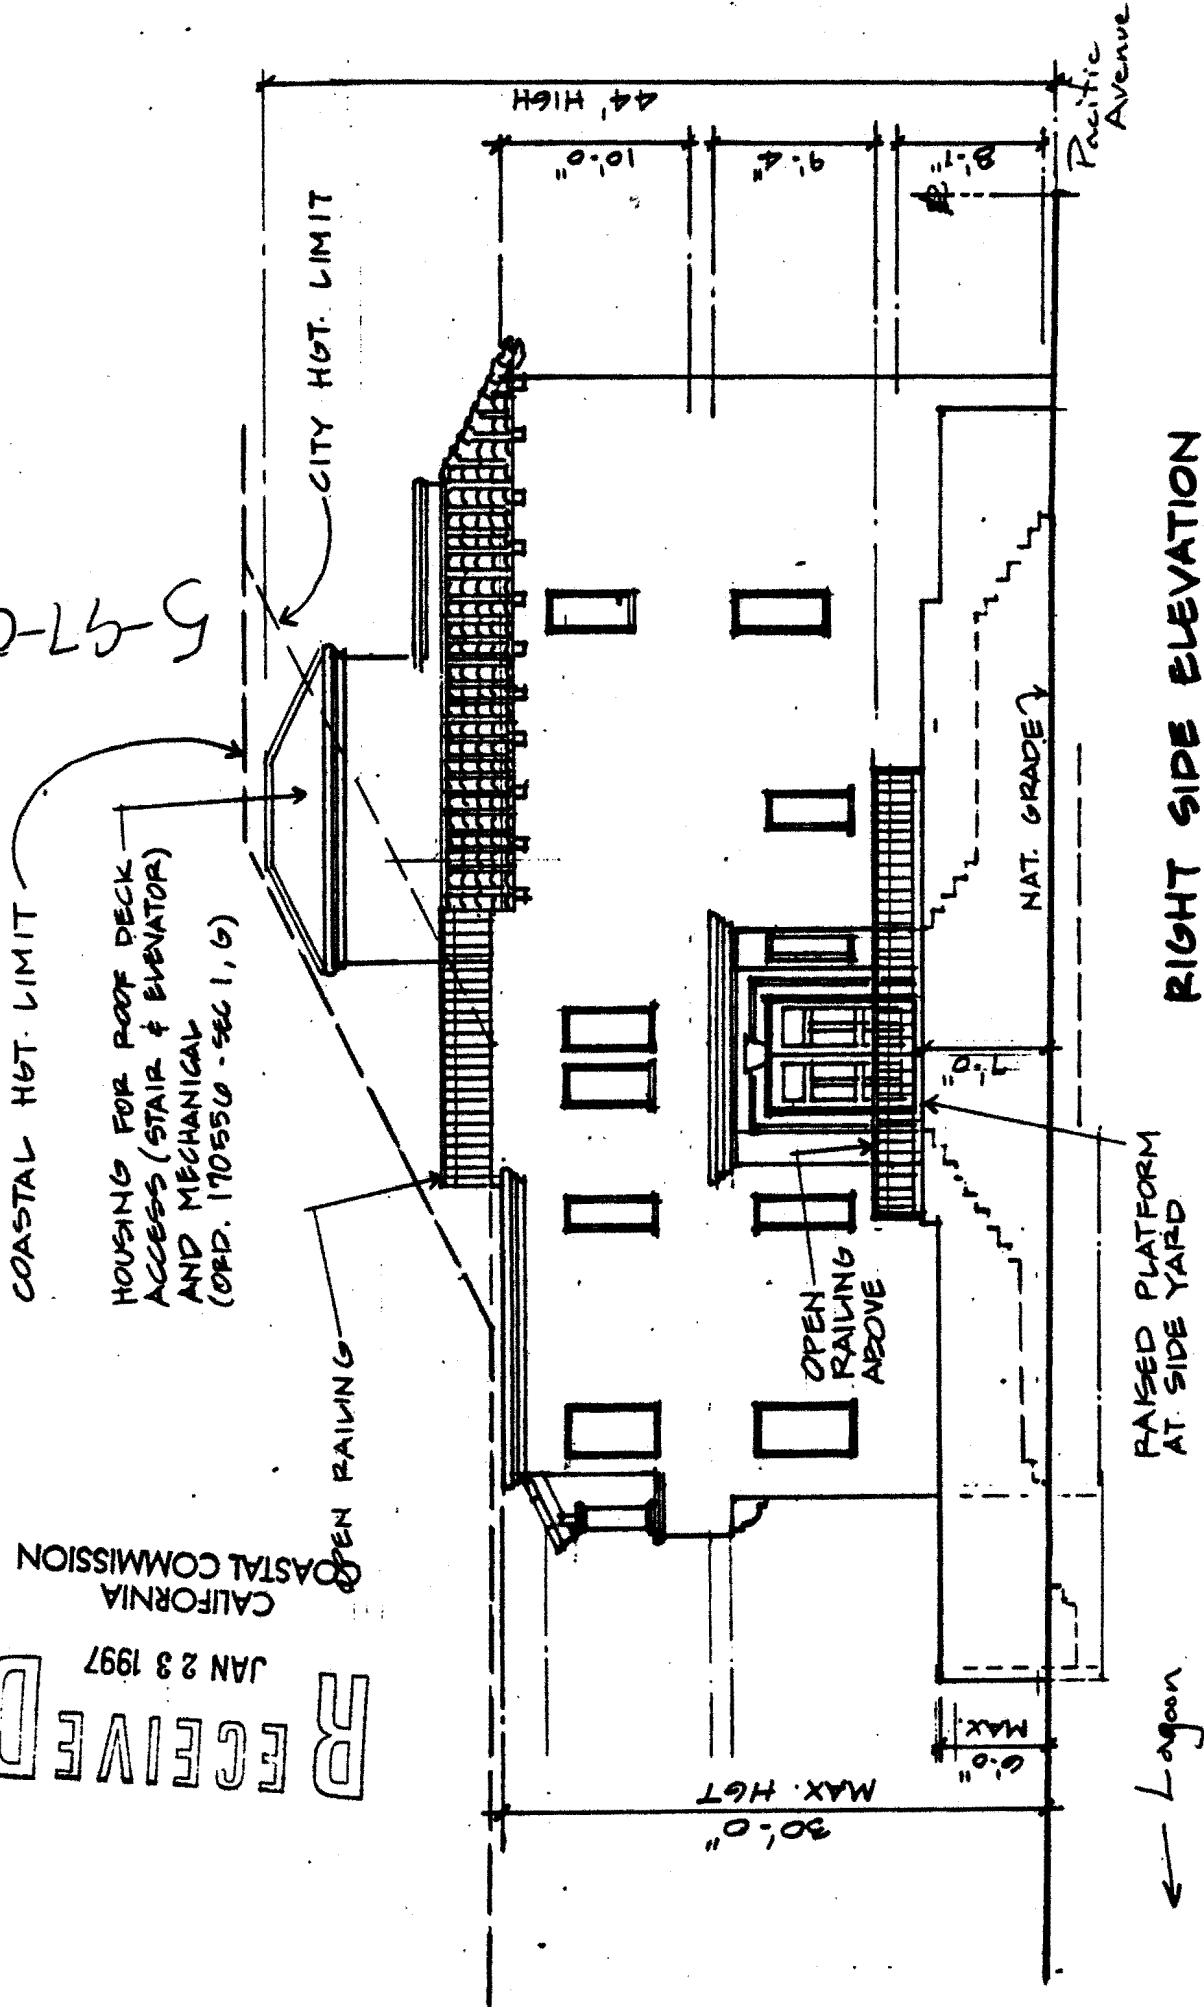 COASTAL HGT. LIMIT
HOUSING FOR ROOF DECK
ACCESS (STAIR & ELEVATOR)
AND MECHANICAL
(ORD. 170556 - SEC 1, G)
CITY HGT. LIMIT
OPEN RAILING
5-97-0
RECEIVED
JAN 23 1997
CALIFORNIA
COASTAL COMMISSION
44' HIGH
10'-0"
9'-4"
8'-1"
Pacific
Avenue
30'-0"
MAX. HGT
6'-0"
MAX.
OPEN
RAILING
ABOVE
7'-0"
NAT. GRADE
RAISED PLATFORM
AT SIDE YARD
← Lagoon
RIGHT SIDE ELEVATION